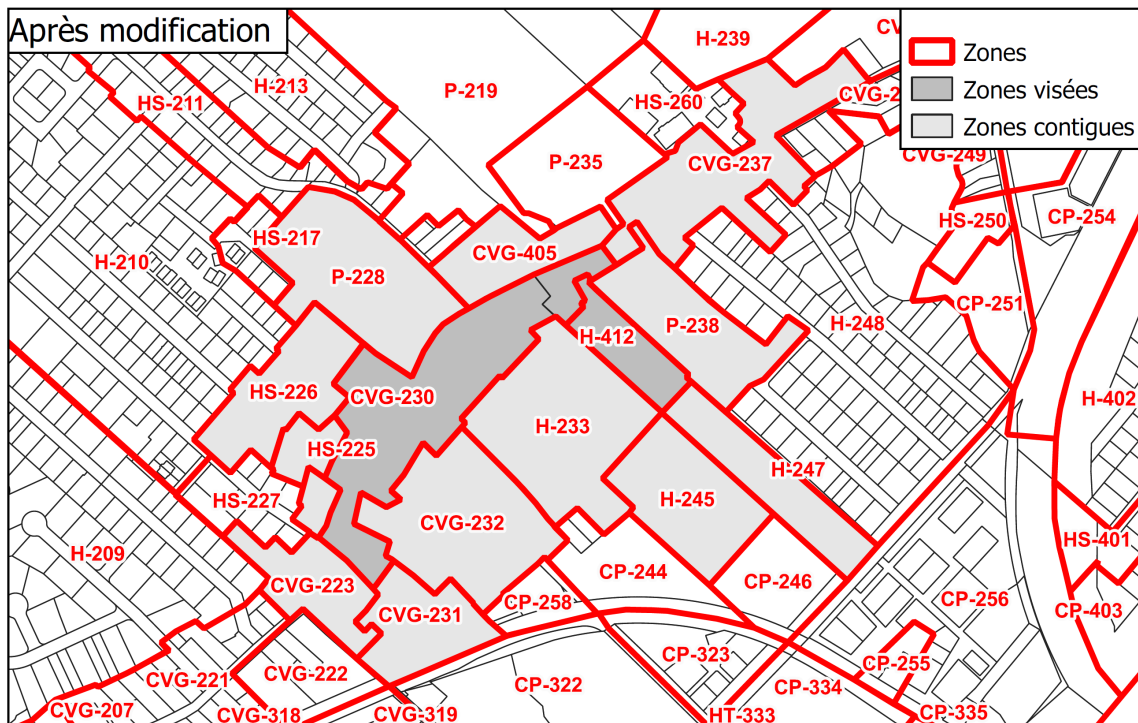 Après modification
H-239
Zones
Zones visées
Zones contigues
H-213
HS-211
P-219
HS-260
P-235
CVG-237
CVG-249
HS-250
CP-254
HS-217
H-210
CVG-405
P-228
CP-251
P-238
H-248
H-412
HS-226
CVG-230
H-402
H-233
HS-225
H-247
HS-227
H-245
CVG-232
H-209
HS-401
CP-244
CP-246
CVG-223
CP-256
CP-258
CVG-231
CP-403
CP-323
CP-255
CVG-222
CVG-221
CP-322
CP-334
CVG-207
CVG-318
CVG-319
HT-333
CP-335